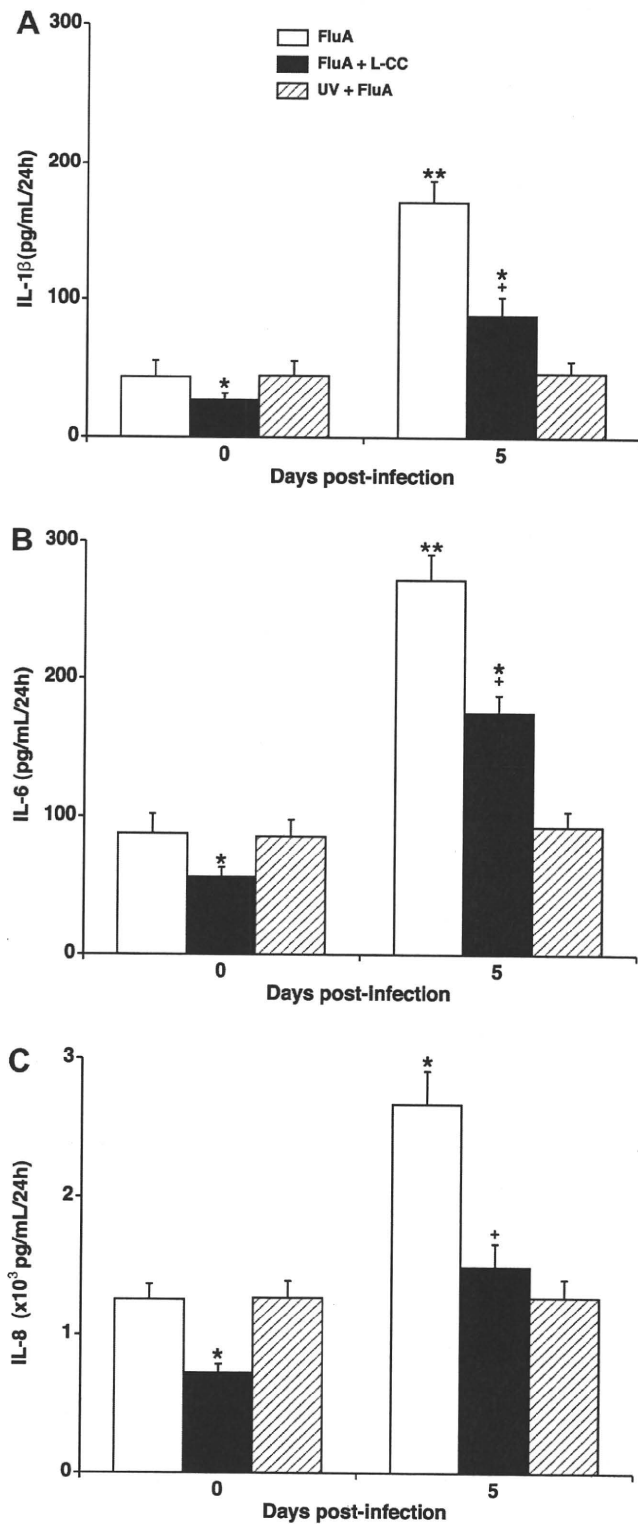 A
300
FluA
FluA + L-CC
UV + FluA
IL-1β (pg/mL/24h)
200
**
*
+
100
*
0
0
5
Days post-infection
B
300
**
IL-6 (pg/mL/24h)
200
*
+
100
*
0
0
5
Days post-infection
C
3
*
IL-8 (x10³ pg/mL/24h)
2
+
1
*
0
0
5
Days post-infection